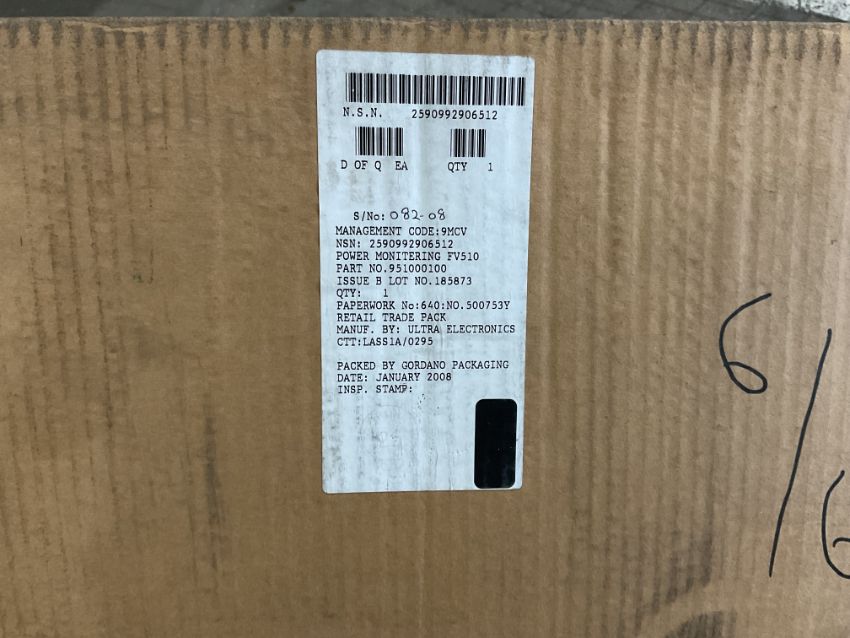 N.S.N. 2590992906512
D OF Q EA QTY 1
S/No: 082-08
MANAGEMENT CODE:9MCV
NSN: 2590992906512
POWER MONITERING FV510
PART NO.951000100
ISSUE B LOT NO.185873
QTY: 1
PAPERWORK No:640:NO.500753Y
RETAIL TRADE PACK
MANUF. BY: ULTRA ELECTRONICS
CTT:LASS1A/0295
PACKED BY GORDANO PACKAGING
DATE: JANUARY 2008
INSP. STAMP:
6/6